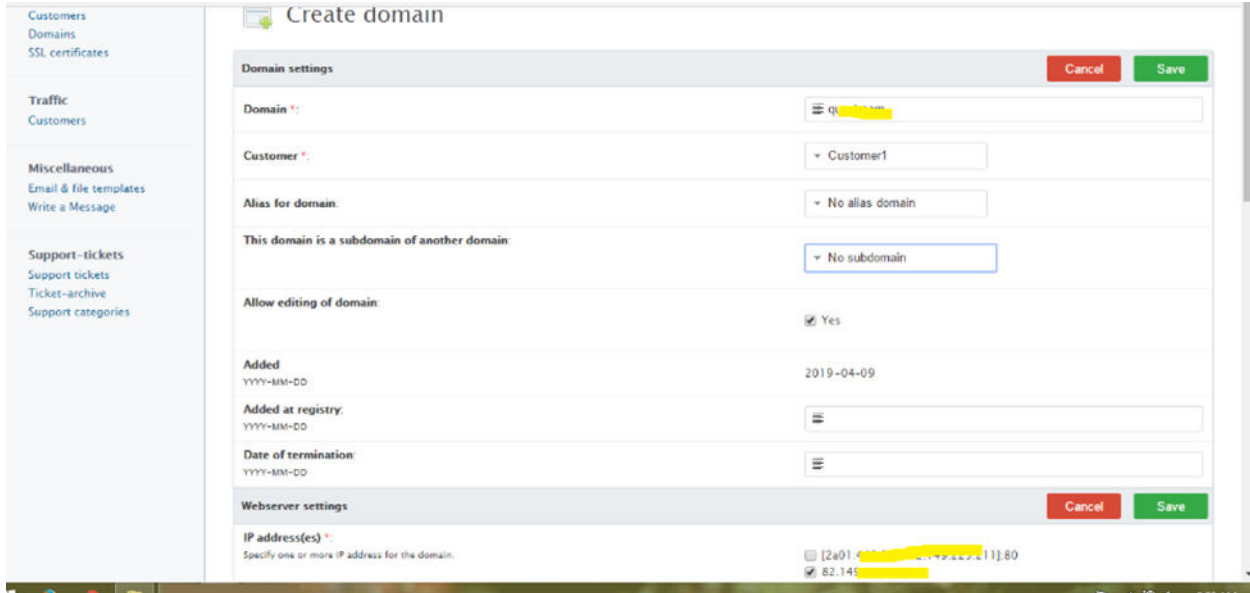 Customers
Domains
SSL certificates
Traffic
Customers
Miscellaneous
Email & file templates
Write a Message
Support-tickets
Support tickets
Ticket-archive
Support categories
Create domain
Domain settings
Cancel
Save
Domain *:
Customer *:
Customer1
Alias for domain:
No alias domain
This domain is a subdomain of another domain:
No subdomain
Allow editing of domain:
Yes
Added
YYYY-MM-DD
2019-04-09
Added at registry:
YYYY-MM-DD
Date of termination:
YYYY-MM-DD
Webserver settings
Cancel
Save
IP address(es) *:
Specify one or more IP address for the domain.
82.149